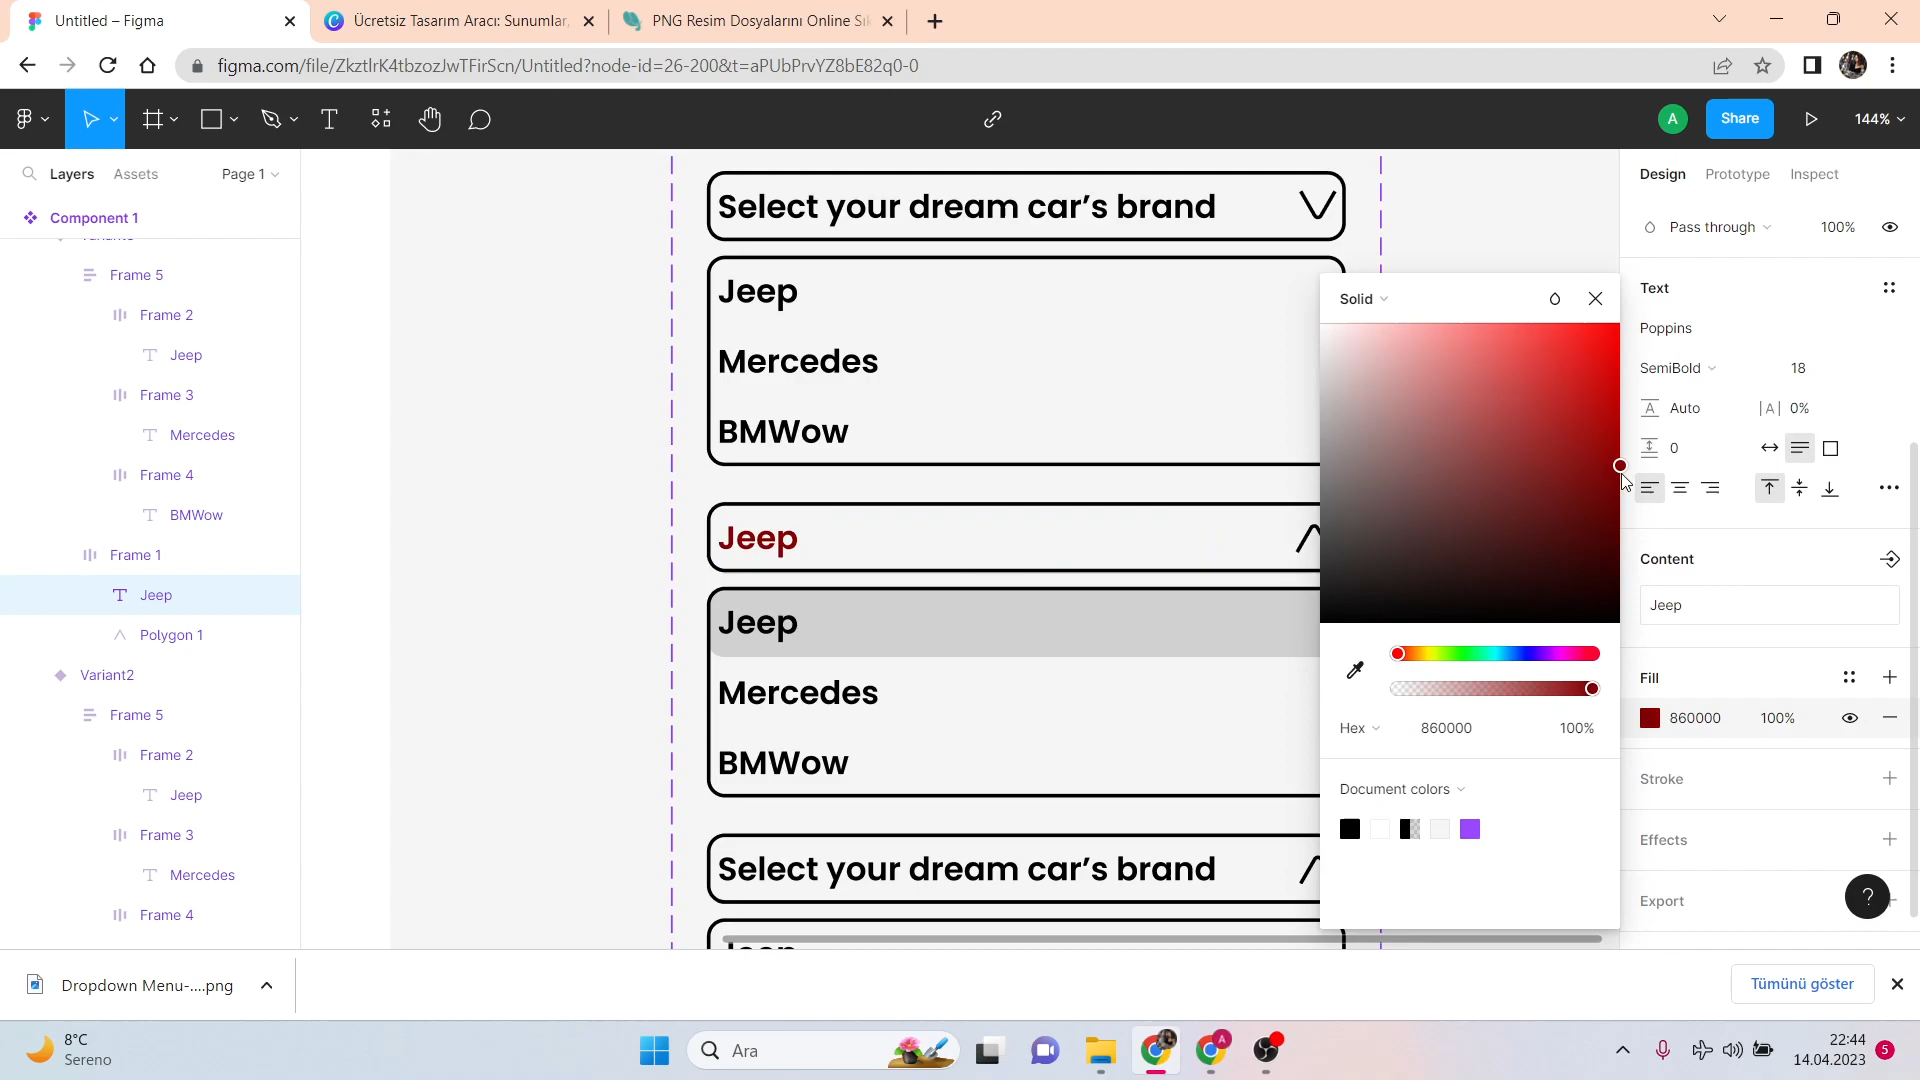 Untitled – Figma
Ücretsiz Tasarım Aracı: Sunumlar,
PNG Resim Dosyalarını Online Sık
figma.com/file/ZkztlrK4tbzozJwTFirScn/Untitled?node-id=26-200&t=aPUbPrvYZ8bE82q0-0
A
Share
144%
Layers
Assets
Page 1
Component 1
Frame 5
Frame 2
Jeep
Frame 3
Mercedes
Frame 4
BMWow
Frame 1
Jeep
Polygon 1
Variant2
Frame 5
Frame 2
Jeep
Frame 3
Mercedes
Frame 4
Select your dream car’s brand
Jeep
Mercedes
BMWow
Jeep
Jeep
Mercedes
BMWow
Select your dream car’s brand
Jeep
Solid
Hex
860000
100%
Document colors
Design
Prototype
Inspect
Pass through
100%
Text
Poppins
SemiBold
18
Auto
0%
0
Content
Jeep
Fill
860000
100%
Stroke
Effects
Export
?
Dropdown Menu-....png
Tümünü göster
8°C
Sereno
Ara
A
22:44
14.04.2023
5